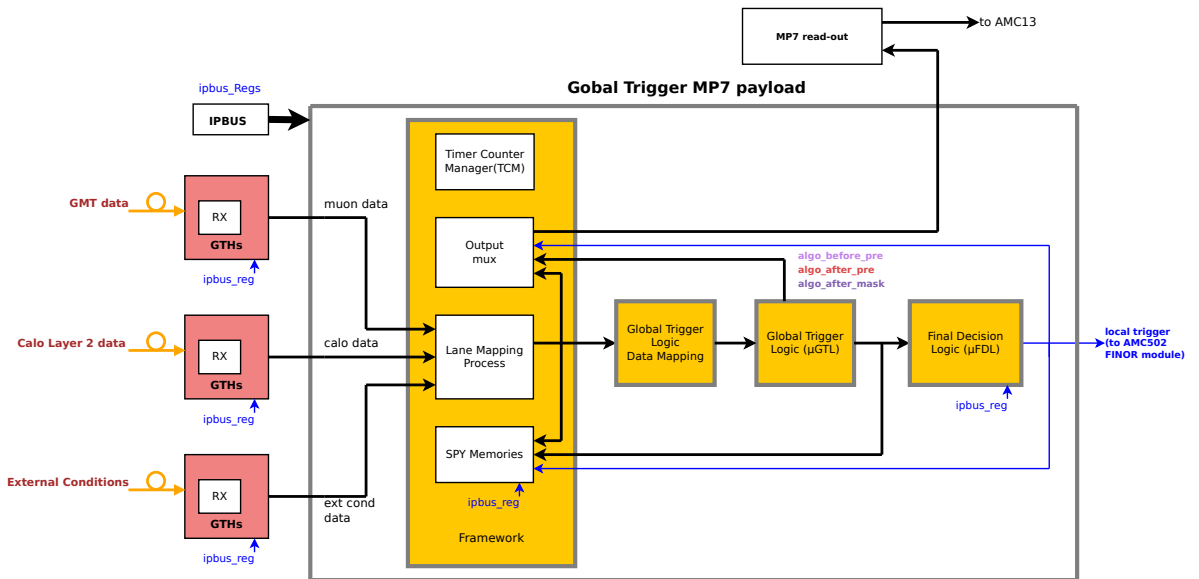 MP7 read-out
to AMC13
Gobal Trigger MP7 payload
ipbus_Regs
IPBUS
Timer Counter
Manager(TCM)
GMT data
RX
GTHs
ipbus_reg
muon data
Output
mux
algo_before_pre
algo_after_pre
algo_after_mask
Calo Layer 2 data
RX
GTHs
ipbus_reg
calo data
Lane Mapping
Process
Global Trigger
Logic
Data Mapping
Global Trigger
Logic (µGTL)
Final Decision
Logic (µFDL)
ipbus_reg
local trigger
(to AMC502
FINOR module)
External Conditions
RX
GTHs
ipbus_reg
ext cond
data
SPY Memories
ipbus_reg
Framework